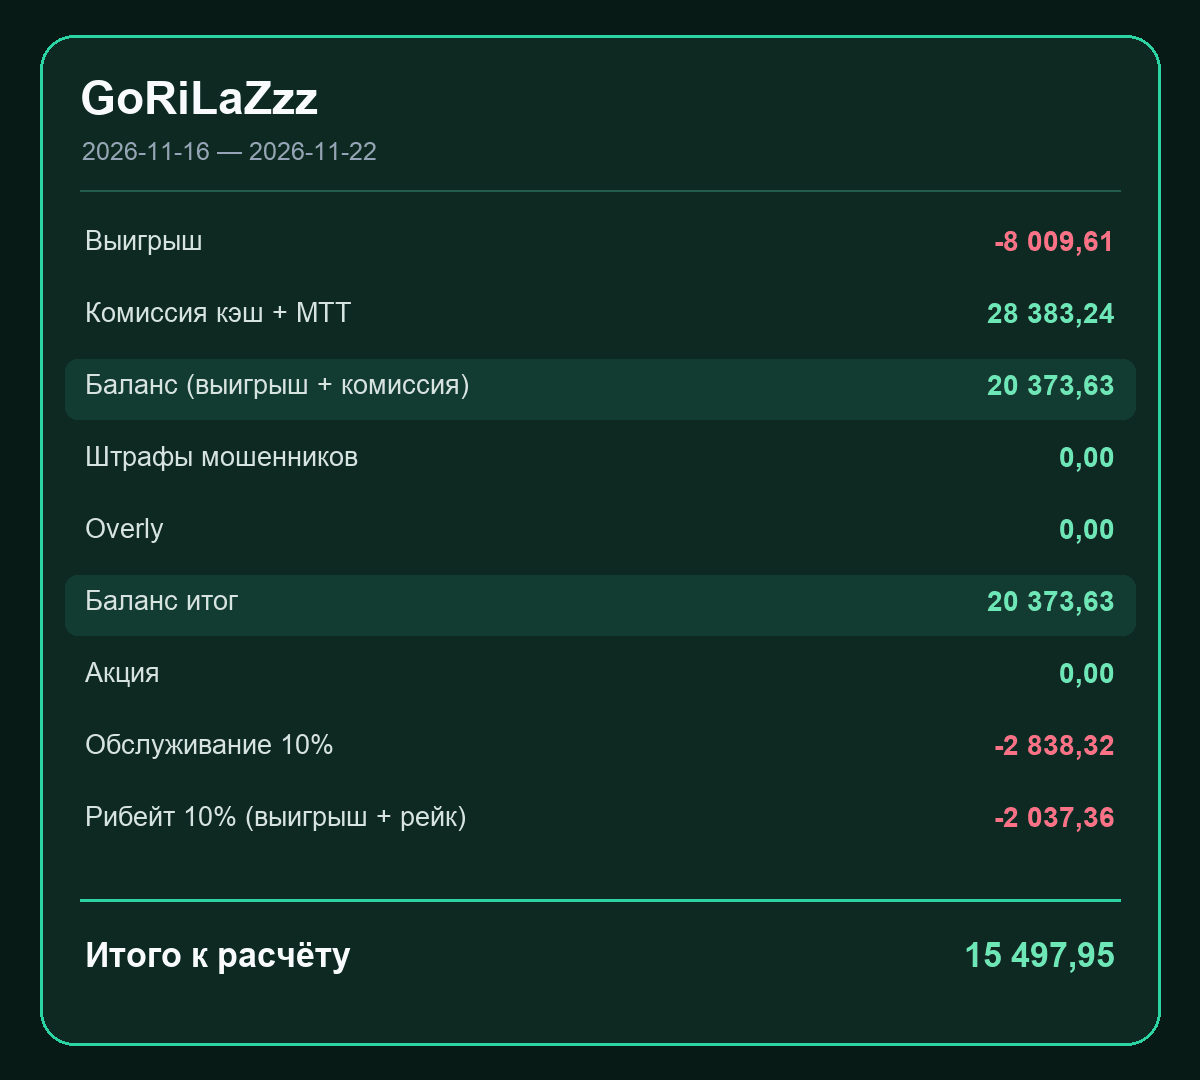 GoRiLaZzz
2026-11-16 — 2026-11-22
Выигрыш -8 009,61
Комиссия кэш + МТТ 28 383,24
Баланс (выигрыш + комиссия) 20 373,63
Штрафы мошенников 0,00
Overly 0,00
Баланс итог 20 373,63
Акция 0,00
Обслуживание 10% -2 838,32
Рибейт 10% (выигрыш + рейк) -2 037,36
Итого к расчёту 15 497,95